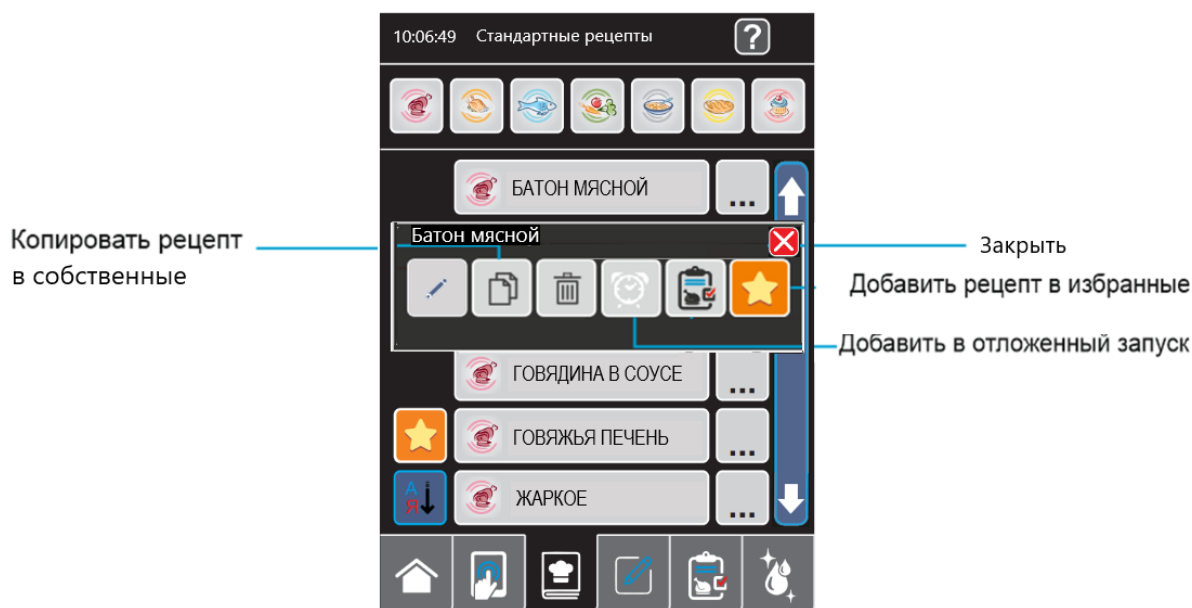 10:06:49 Стандартные рецепты ?
БАТОН МЯСНОЙ ...
Батон мясной
Копировать рецепт
в собственные
Закрыть
Добавить рецепт в избранные
Добавить в отложенный запуск
ГОВЯДИНА В СОУСЕ ...
ГОВЯЖЬЯ ПЕЧЕНЬ ...
А
Я
ЖАРКОЕ ...